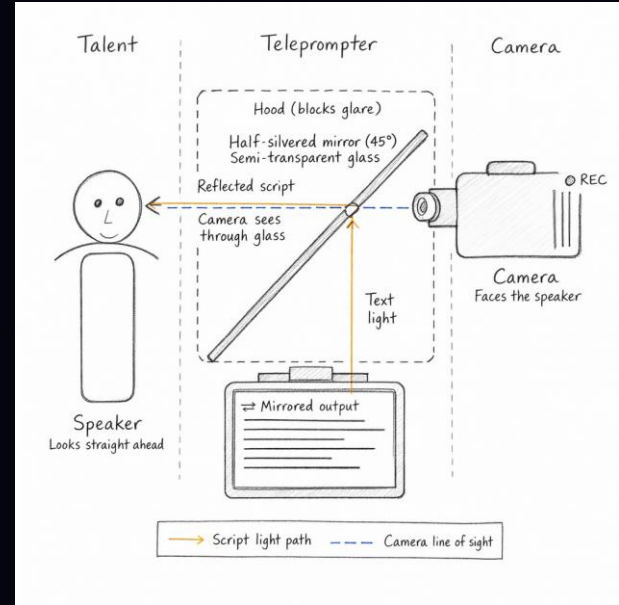 Talent
Teleprompter
Camera
Hood (blocks glare)
Half-silvered mirror (45°)
Semi-transparent glass
Reflected script
Camera sees
through glass
REC
Camera
Faces the speaker
Text
light
Speaker
Looks straight ahead
⇄ Mirrored output
Script light path
Camera line of sight